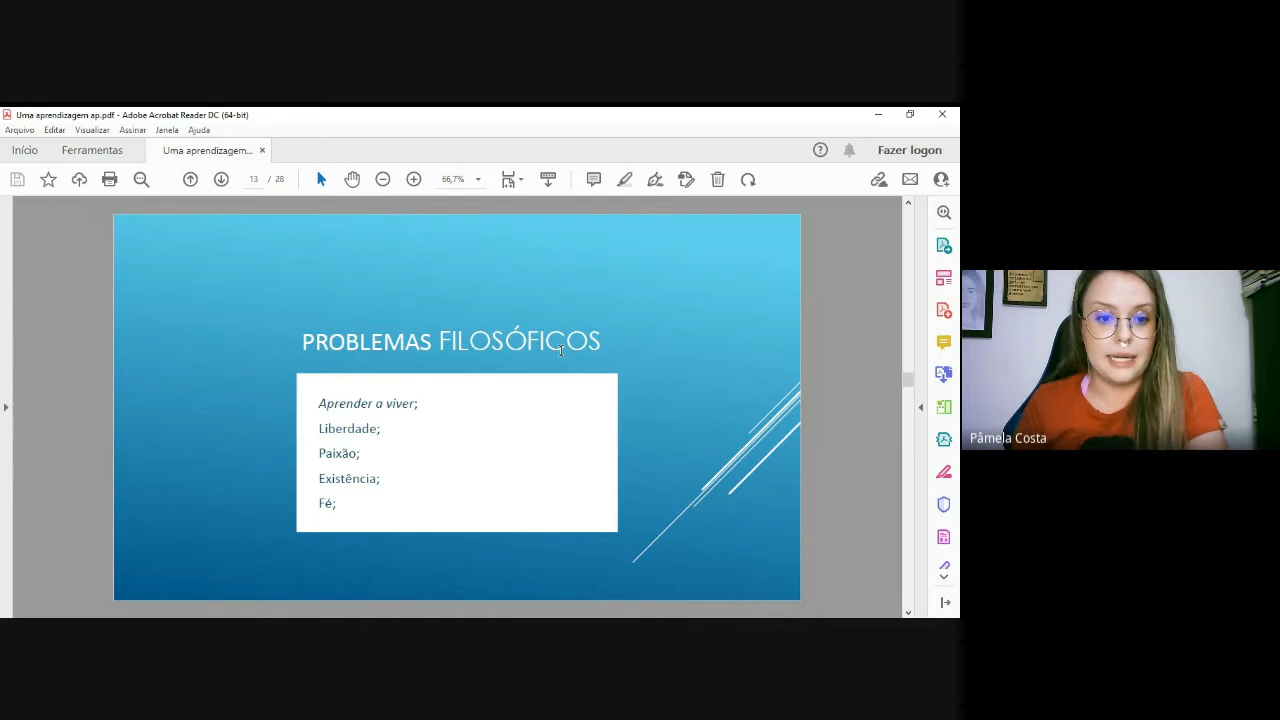 Uma aprendizagem ap.pdf - Adobe Acrobat Reader DC (64-bit)
Arquivo Editar Visualizar Assinar Janela Ajuda
Início Ferramentas Uma aprendizagem... × Fazer logon
13 / 28 66,7%
PROBLEMAS FILOSÓFICOS
Aprender a viver;
Liberdade;
Paixão;
Existência;
Fé;
Pâmela Costa